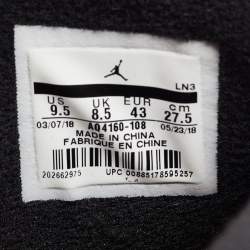 LN3
US UK EUR cm
9.5 8.5 43 27.5
03/07/18 AQ4160-108 05/23/18
MADE IN CHINA
FABRIQUE EN CHINE
202662975 UPC 00885178595257